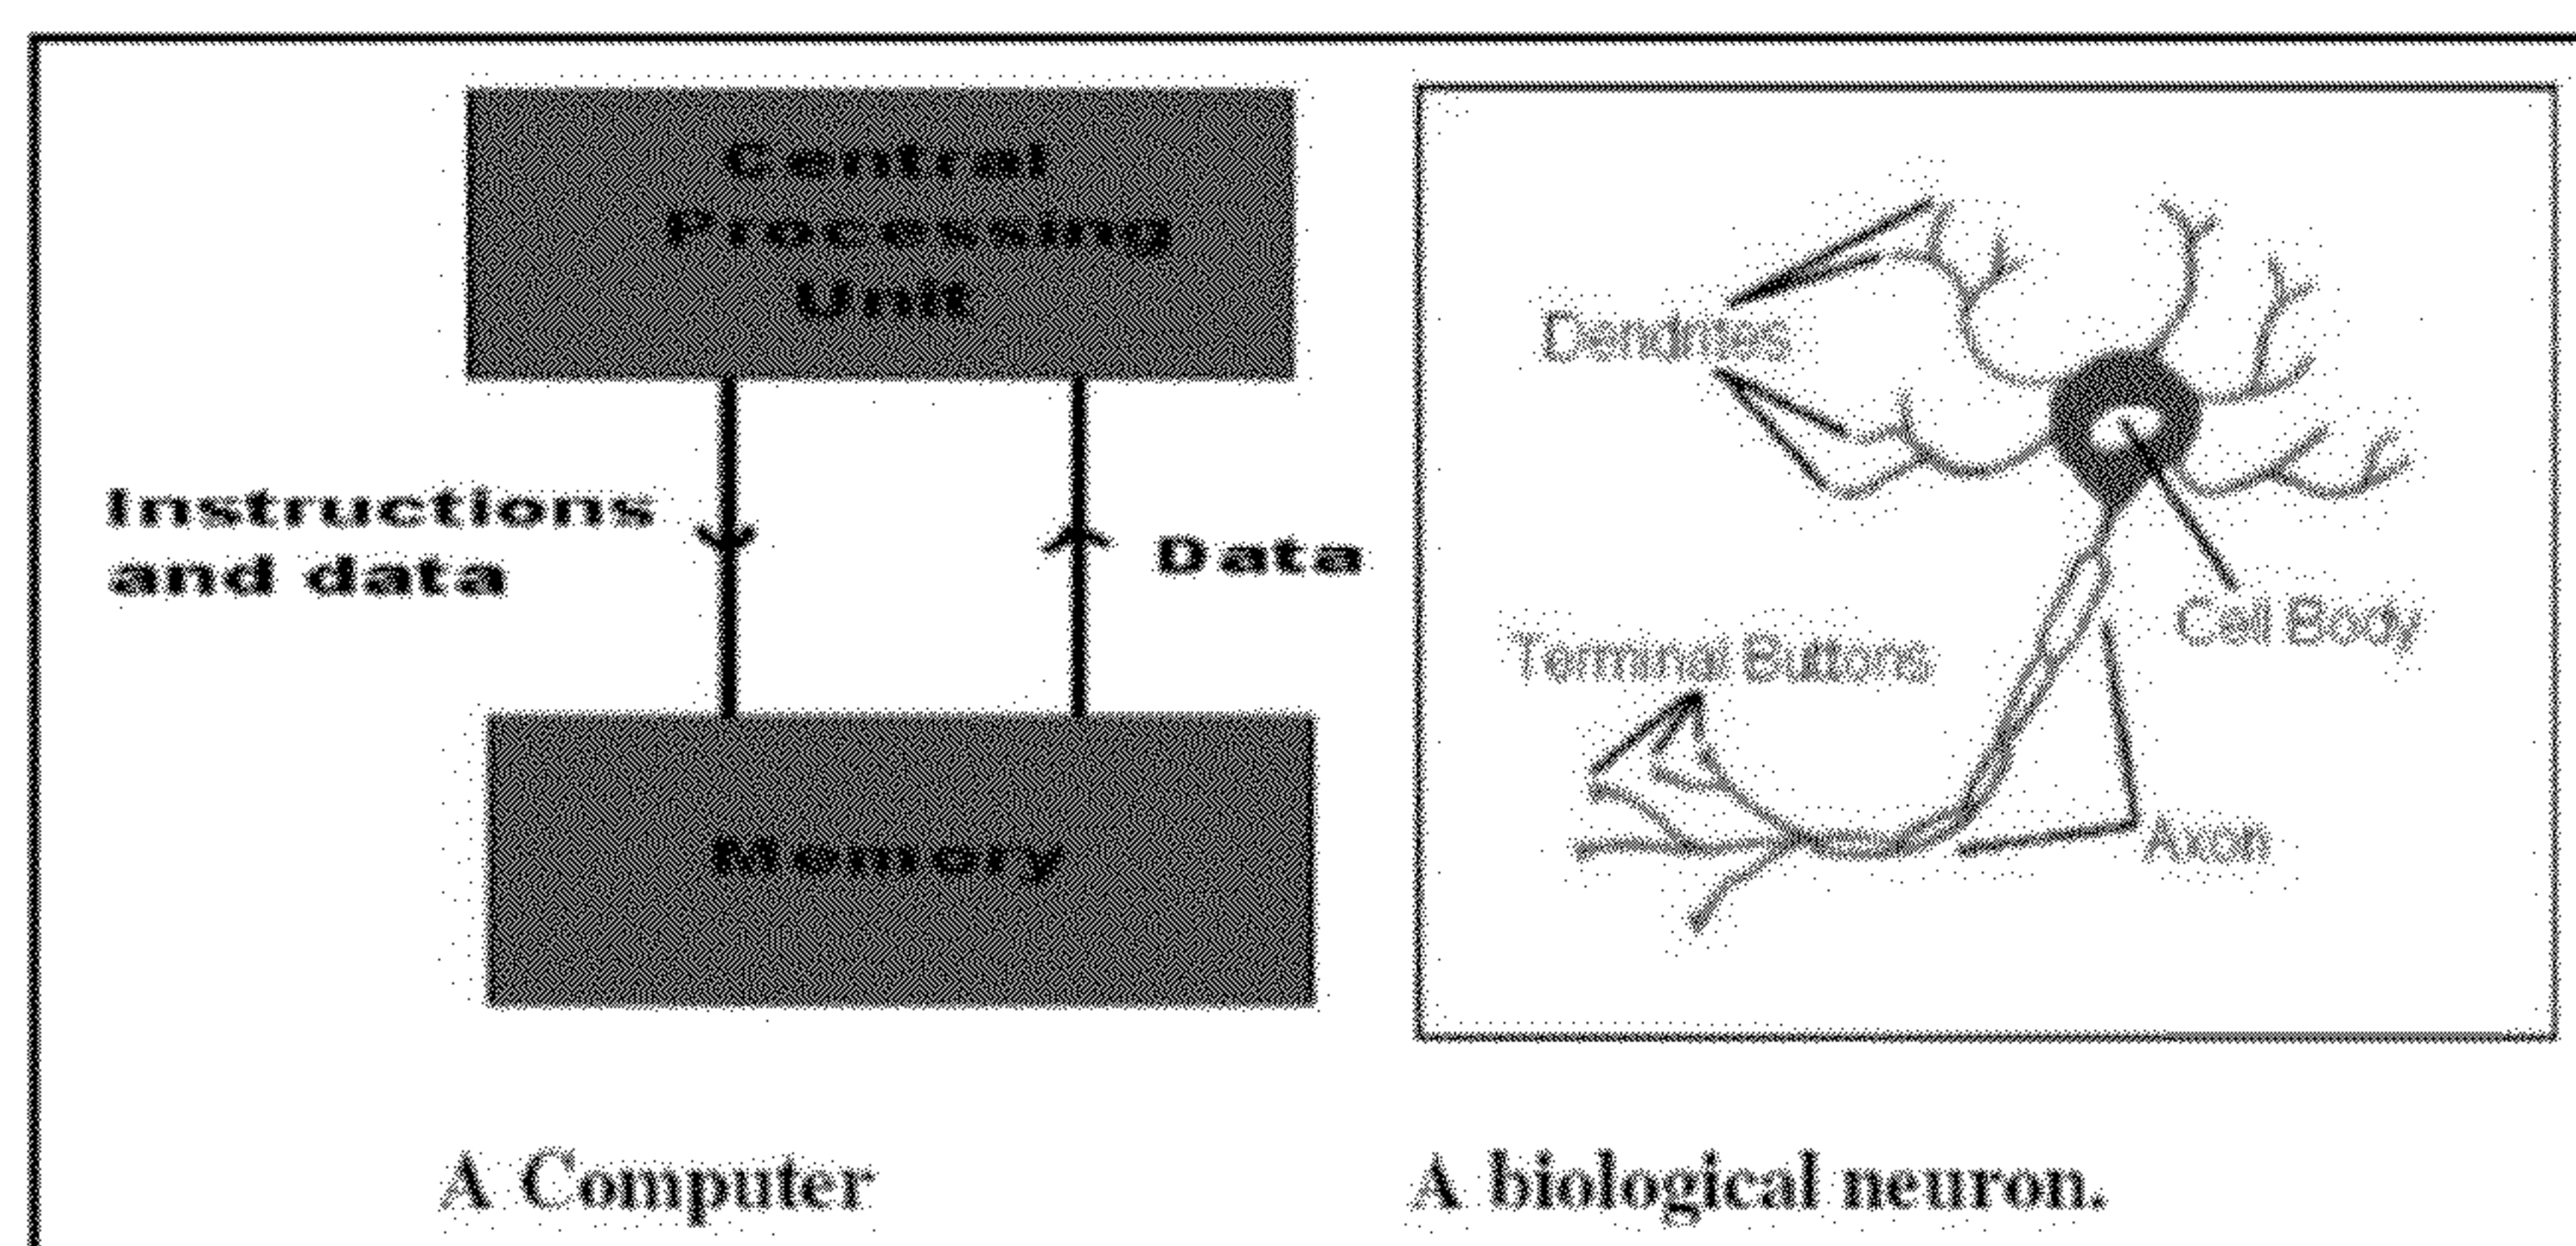 Central
Processing
Unit
Instructions
and data
Data
Memory
Dendrites
Cell Body
Terminal Buttons
Axon
A Computer
A biological neuron.